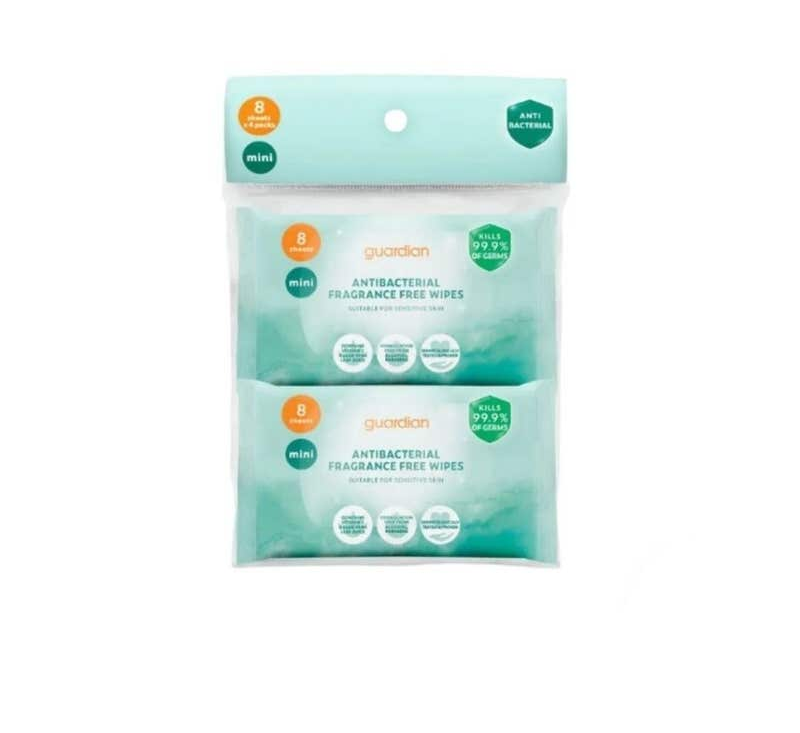 8
sheets
x 4 packs
ANTI
BACTERIAL
mini
8
sheets
guardian
KILLS
99.9%
OF GERMS
mini
ANTIBACTERIAL
FRAGRANCE FREE WIPES
SUITABLE FOR SENSITIVE SKIN
8
sheets
guardian
KILLS
99.9%
OF GERMS
mini
ANTIBACTERIAL
FRAGRANCE FREE WIPES
SUITABLE FOR SENSITIVE SKIN